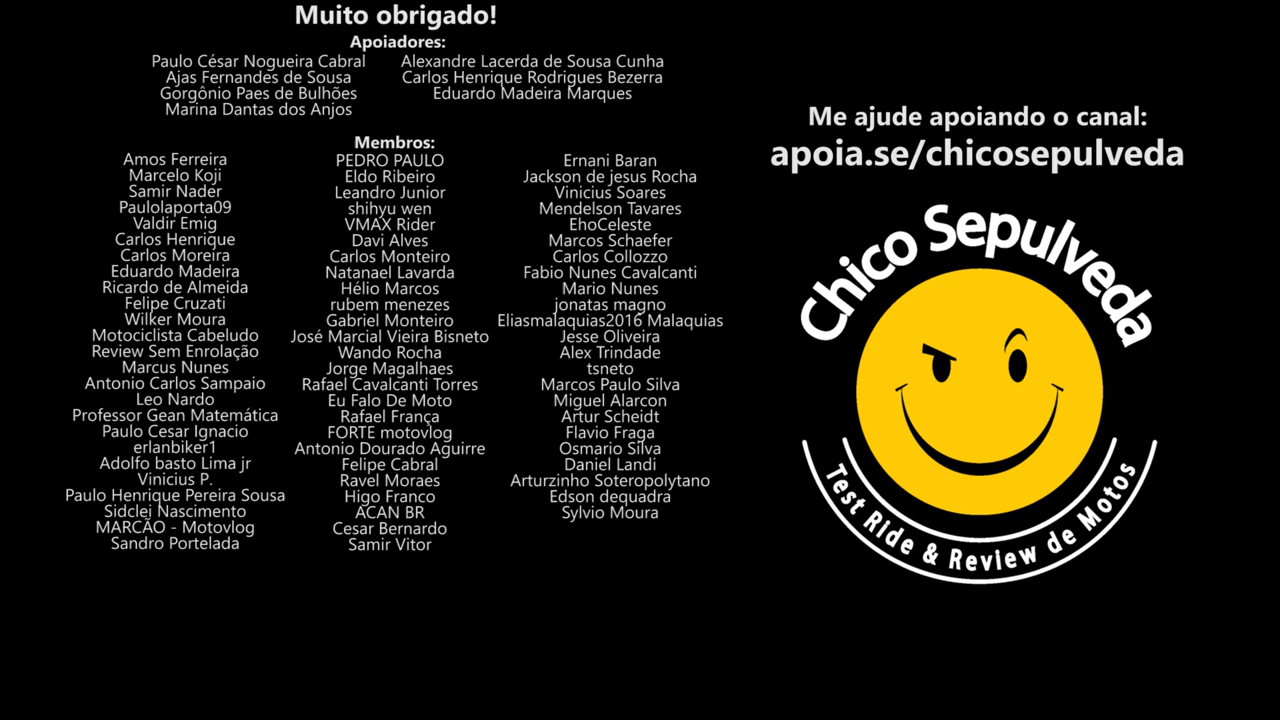 Muito obrigado!
Apoiadores:
Paulo César Nogueira Cabral
Ajas Fernandes de Sousa
Gorgônio Paes de Bulhões
Marina Dantas dos Anjos
Alexandre Lacerda de Sousa Cunha
Carlos Henrique Rodrigues Bezerra
Eduardo Madeira Marques
Membros:
Amos Ferreira
Marcelo Koji
Samir Nader
Paulolaporta09
Valdir Emig
Carlos Henrique
Carlos Moreira
Eduardo Madeira
Ricardo de Almeida
Felipe Cruzati
Wilker Moura
Motociclista Cabeludo
Review Sem Enrolação
Marcus Nunes
Antonio Carlos Sampaio
Leo Nardo
Professor Gean Matemática
Paulo Cesar Ignacio
erlanbiker1
Adolfo basto Lima jr
Vinicius P.
Paulo Henrique Pereira Sousa
Sidclei Nascimento
MARCÃO - Motovlog
Sandro Portelada
PEDRO PAULO
Eldo Ribeiro
Leandro Junior
shihyu wen
VMAX Rider
Davi Alves
Carlos Monteiro
Natanael Lavarda
Hélio Marcos
rubem menezes
Gabriel Monteiro
José Marcial Vieira Bisneto
Wando Rocha
Jorge Magalhaes
Rafael Cavalcanti Torres
Eu Falo De Moto
Rafael França
FORTE motovlog
Antonio Dourado Aguirre
Felipe Cabral
Ravel Moraes
Higo Franco
ACAN BR
Cesar Bernardo
Samir Vitor
Ernani Baran
Jackson de jesus Rocha
Vinicius Soares
Mendelson Tavares
EhoCeleste
Marcos Schaefer
Carlos Collozzo
Fabio Nunes Cavalcanti
Mario Nunes
jonatas magno
Eliasmalaquias2016 Malaquias
Jesse Oliveira
Alex Trindade
tsneto
Marcos Paulo Silva
Miguel Alarcon
Artur Scheidt
Flavio Fraga
Osmario Silva
Daniel Landi
Arturzinho Soteropolytano
Edson dequadra
Sylvio Moura
Me ajude apoiando o canal:
apoia.se/chicosepulveda
Chico Sepulveda
Test Ride & Review de Motos